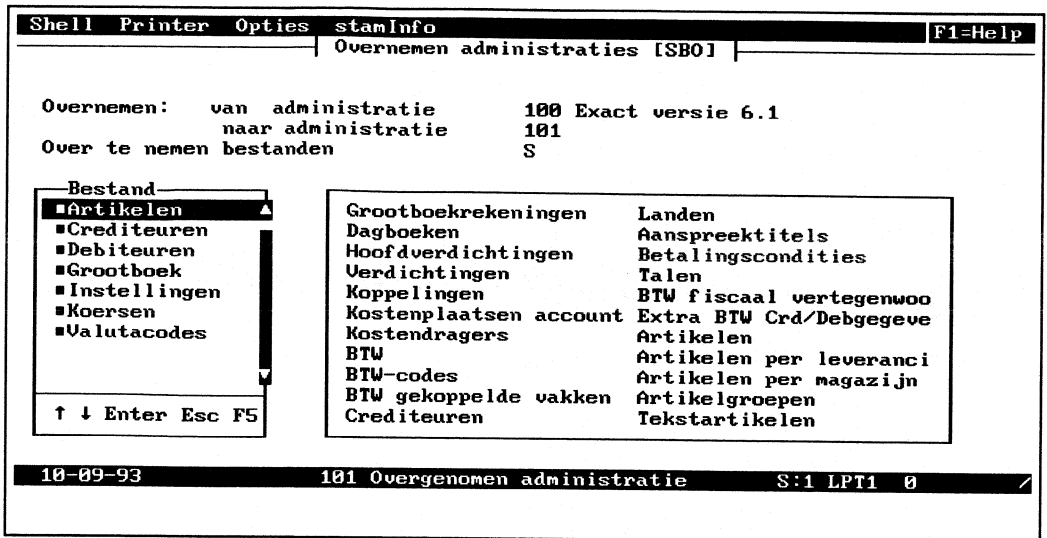 Shell Printer Opties stamInfo F1=Help
Overnemen administraties [SBO]
Overnemen: van administratie 100 Exact versie 6.1
naar administratie 101
Over te nemen bestanden S
Bestand
Artikelen
Crediteuren
Debiteuren
Grootboek
Instellingen
Koersen
Valutacodes
↑ ↓ Enter Esc F5
Grootboekrekeningen Landen
Dagboeken Aanspreektitels
Hoofdverdichtingen Betalingscondities
Verdichtingen Talen
Koppelingen BTW fiscaal vertegenwoo
Kostenplaatsen account Extra BTW Crd/Debgegeve
Kostendragers Artikelen
BTW Artikelen per leveranci
BTW-codes Artikelen per magazijn
BTW gekoppelde vakken Artikelgroepen
Crediteuren Tekstartikelen
10-09-93 101 Overgenomen administratie S:1 LPT1 0 /